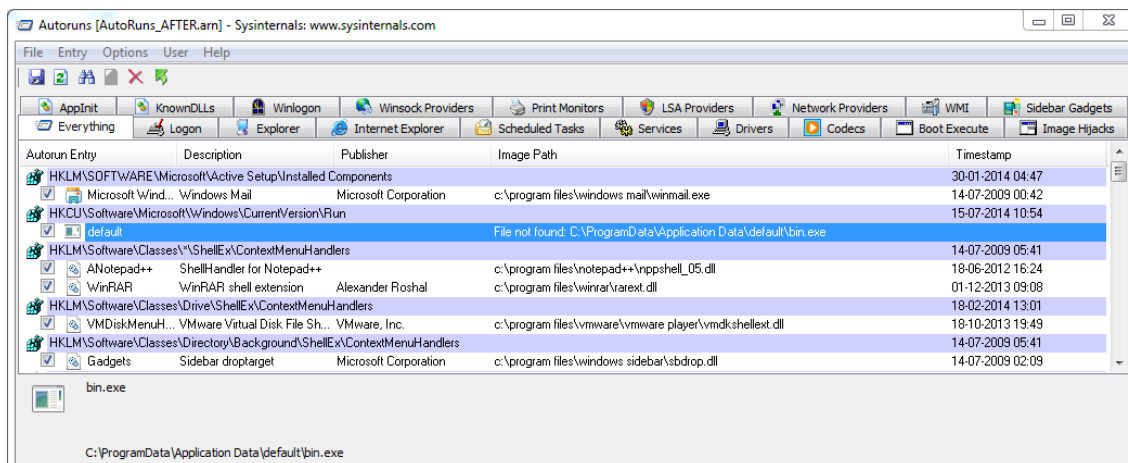 Autoruns [AutoRuns_AFTER.arn] - Sysinternals: www.sysinternals.com
File Entry Options User Help
AppInit KnownDLLs Winlogon Winsock Providers Print Monitors LSA Providers Network Providers WMI Sidebar Gadgets
Everything Logon Explorer Internet Explorer Scheduled Tasks Services Drivers Codecs Boot Execute Image Hijacks
Autorun Entry Description Publisher Image Path Timestamp
HKLM\SOFTWARE\Microsoft\Active Setup\Installed Components 30-01-2014 04:47
Microsoft Wind... Windows Mail Microsoft Corporation c:\program files\windows mail\winmail.exe 14-07-2009 00:42
HKCU\Software\Microsoft\Windows\CurrentVersion\Run 15-07-2014 10:54
default File not found: C:\ProgramData\Application Data\default\bin.exe
HKLM\Software\Classes\*\ShellEx\ContextMenuHandlers 14-07-2009 05:41
ANotepad++ ShellHandler for Notepad++ c:\program files\notepad++\nppshell_05.dll 18-06-2012 16:24
WinRAR WinRAR shell extension Alexander Roshal c:\program files\winrar\rarext.dll 01-12-2013 09:08
HKLM\Software\Classes\Drive\ShellEx\ContextMenuHandlers 18-02-2014 13:01
VMDiskMenuH... VMware Virtual Disk File Sh... VMware, Inc. c:\program files\vmware\vmware player\vmdkshellext.dll 18-10-2013 19:49
HKLM\Software\Classes\Directory\Background\ShellEx\ContextMenuHandlers 14-07-2009 05:41
Gadgets Sidebar droptarget Microsoft Corporation c:\program files\windows sidebar\sbdrop.dll 14-07-2009 02:09
bin.exe
C:\ProgramData\Application Data\default\bin.exe